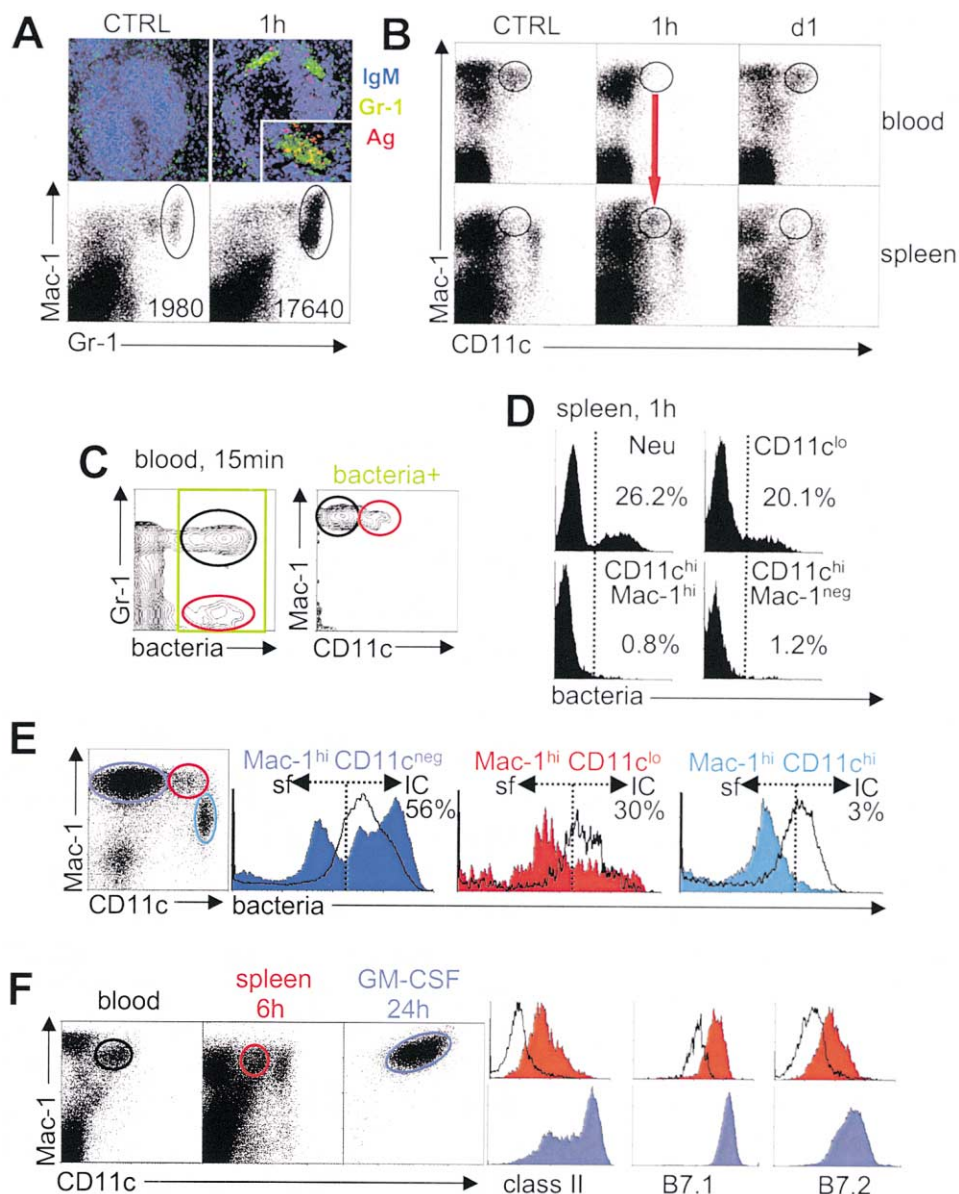 A
CTRL 1h
IgM
Gr-1
Ag
Mac-1
1980 17640
Gr-1
B
CTRL 1h d1
blood
spleen
Mac-1
CD11c
C
blood, 15min
bacteria+
Gr-1
Mac-1
bacteria CD11c
D
spleen, 1h
Neu
26.2%
CD11c^lo
20.1%
CD11c^hi
Mac-1^hi
0.8%
CD11c^hi
Mac-1^neg
1.2%
bacteria
E
Mac-1
CD11c
Mac-1^hi CD11c^neg
sf IC
56%
Mac-1^hi CD11c^lo
sf IC
30%
Mac-1^hi CD11c^hi
sf IC
3%
bacteria
F
blood
spleen
6h
GM-CSF
24h
Mac-1
CD11c
class II B7.1 B7.2